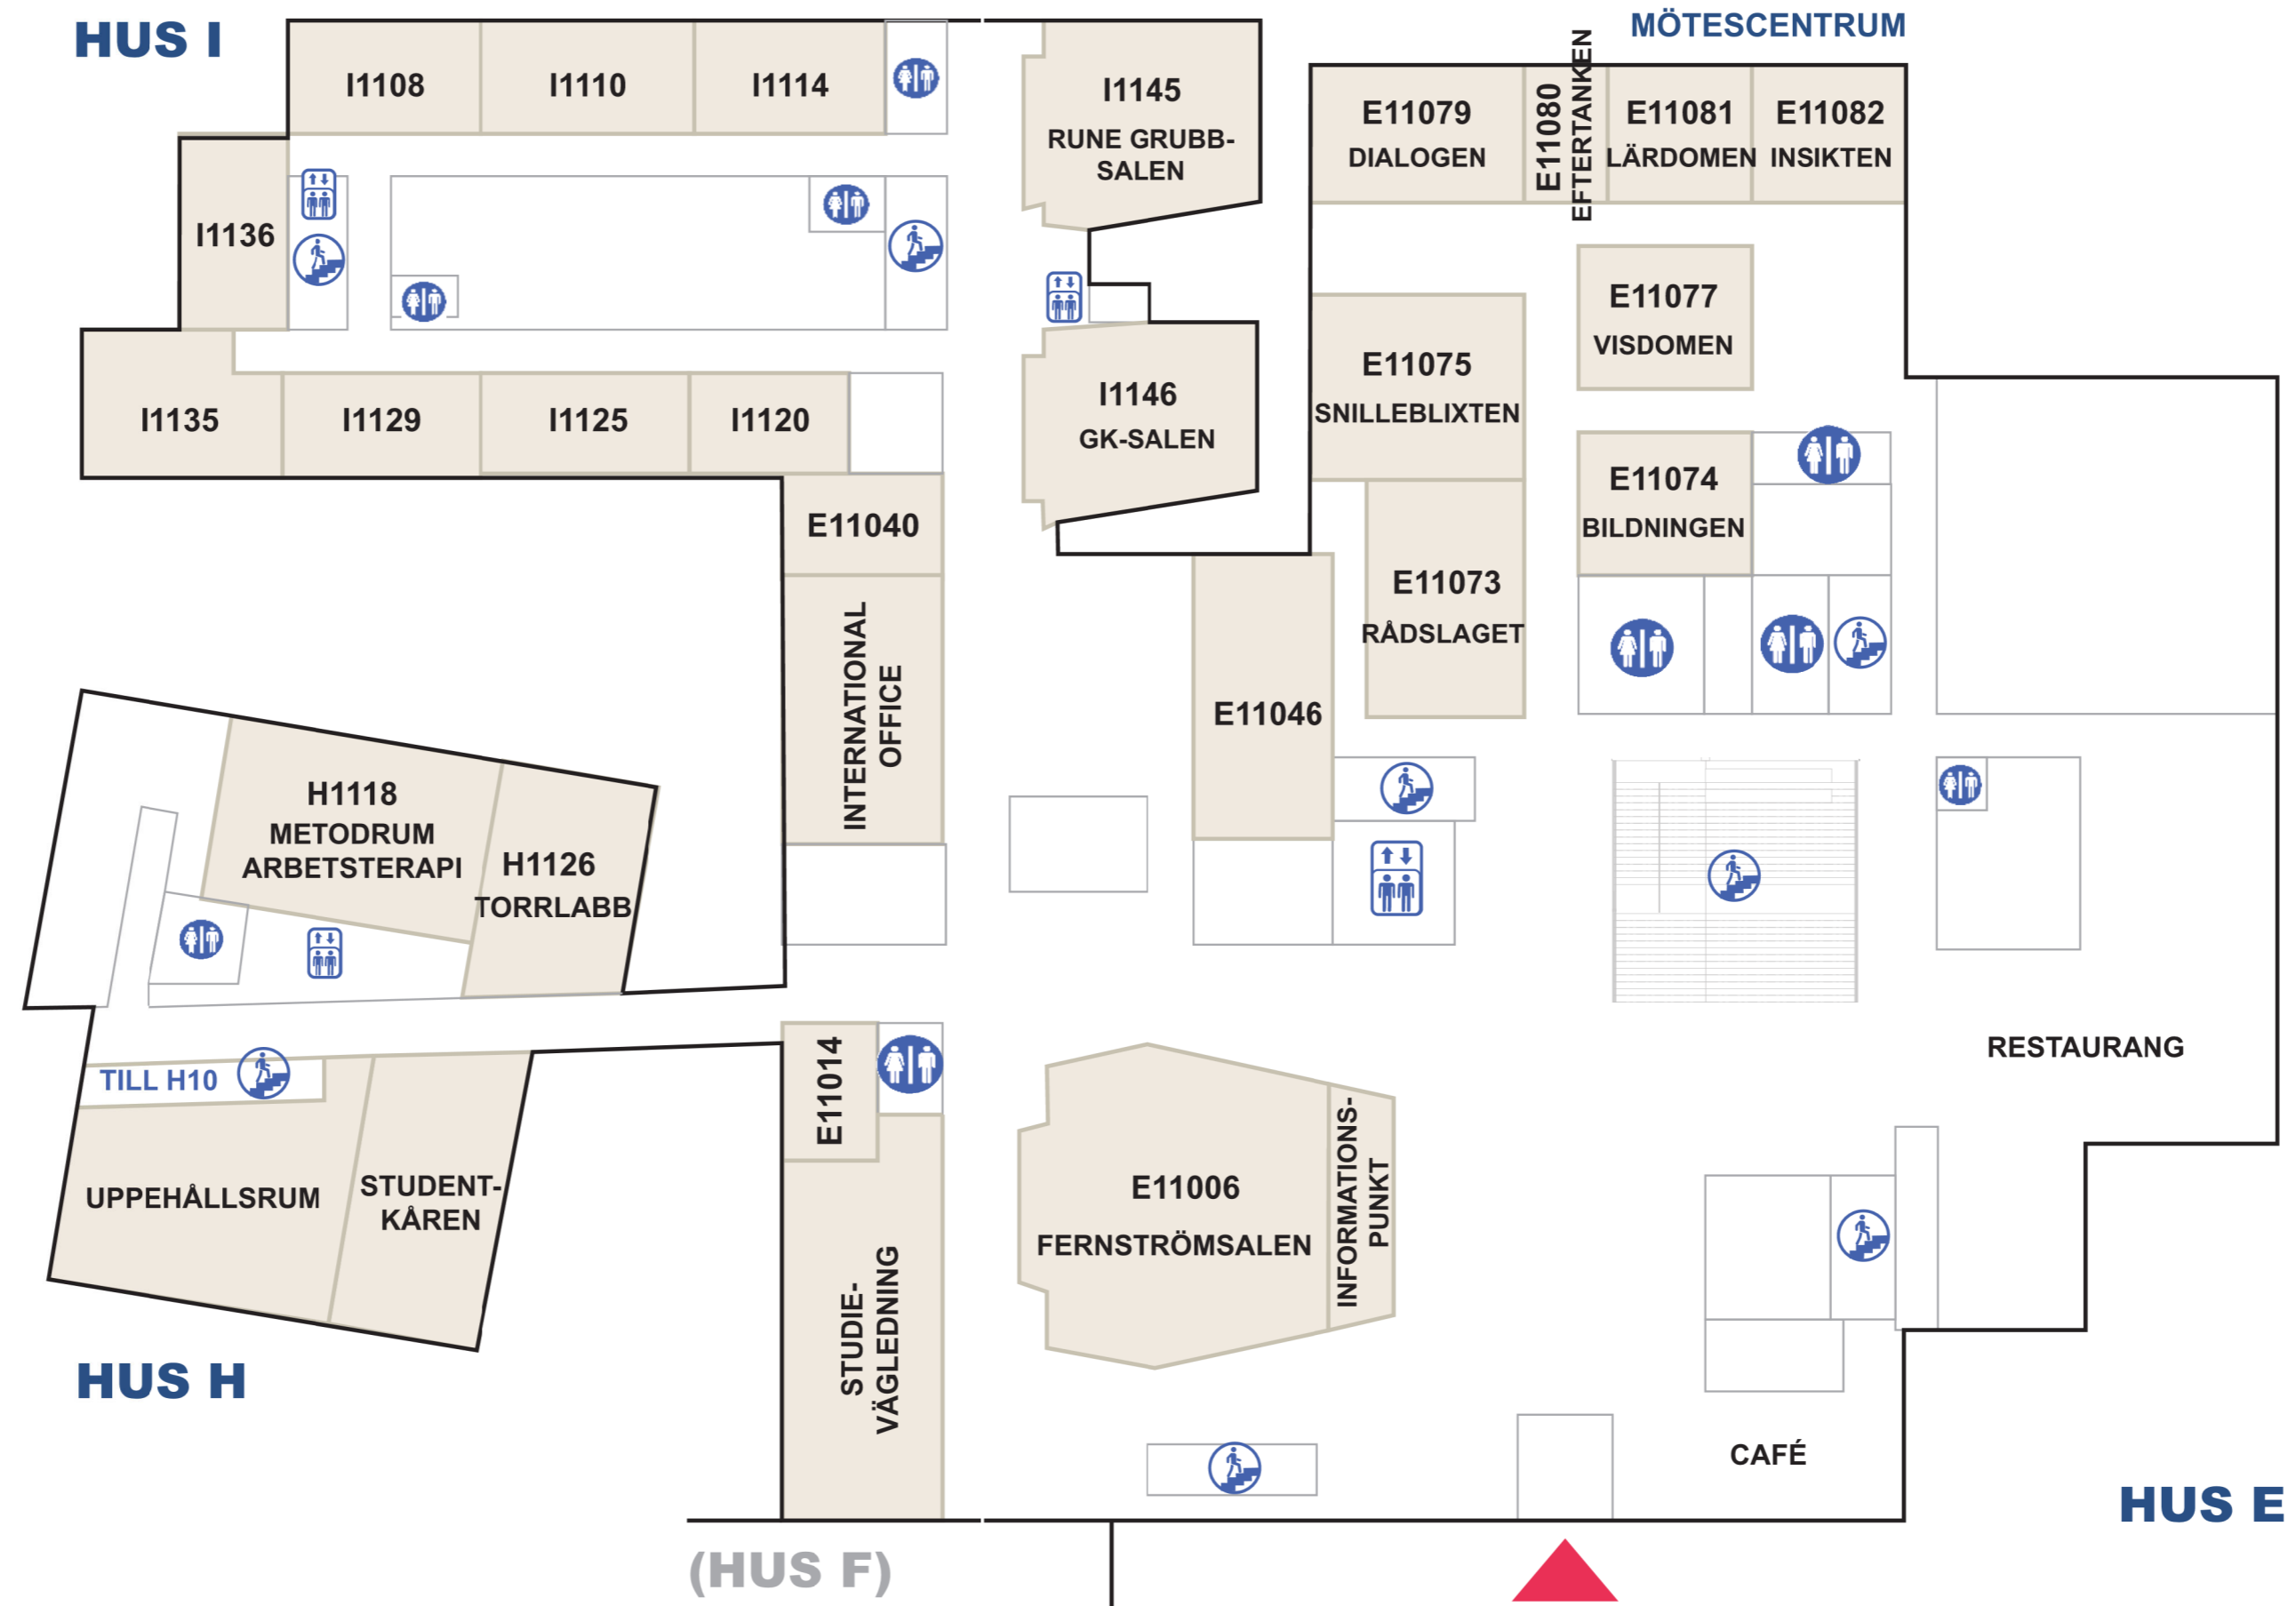 HUS I
MÖTESCENTRUM
I1108
I1110
I1114
I1145
RUNE GRUBB-
SALEN
E11079
DIALOGEN
E11080
EFTERTANKEN
E11081
LÄRDOMEN
E11082
INSIKTEN
I1136
E11077
VISDOMEN
E11075
SNILLEBLIXTEN
I1135
I1129
I1125
I1120
I1146
GK-SALEN
E11074
BILDNINGEN
E11040
E11073
RÅDSLAGET
INTERNATIONAL
OFFICE
E11046
H1118
METODRUM
ARBETSTERAPI
H1126
TORRLABB
RESTAURANG
TILL H10
E11014
UPPEHÅLLSRUM
STUDENT-
KÅREN
E11006
FERNSTRÖMSALEN
INFORMATIONS-
PUNKT
STUDIE-
VÄGLEDNING
HUS H
CAFÉ
HUS E
(HUS F)